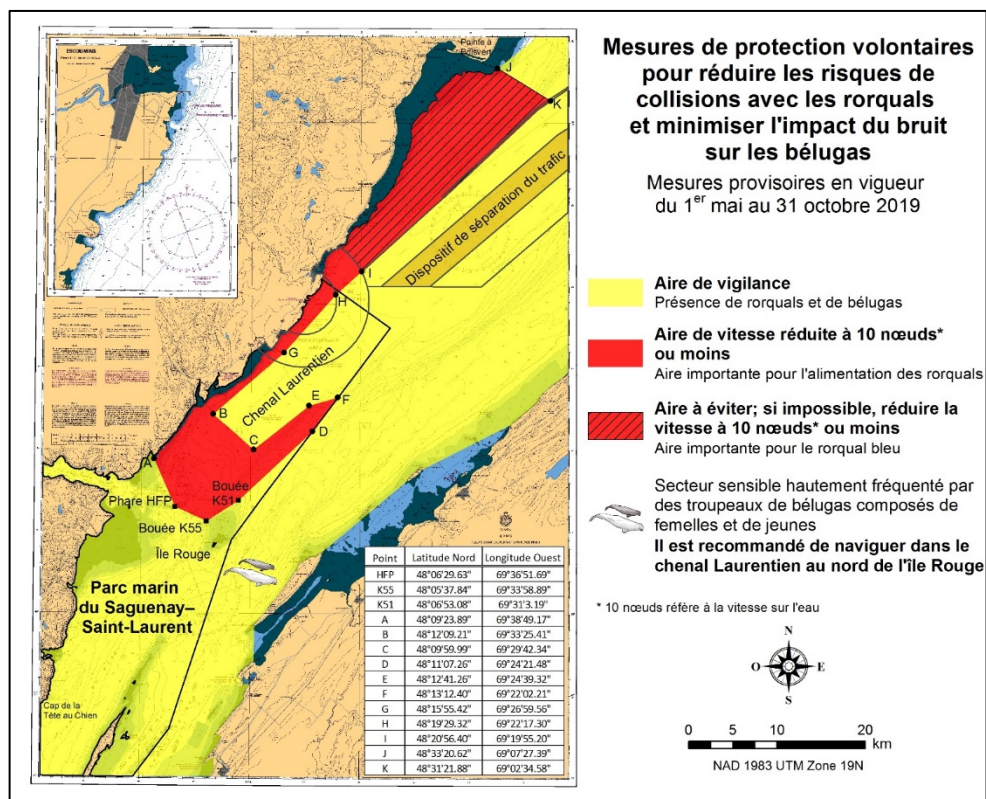 Mesures de protection volontaires
pour réduire les risques de
collisions avec les rorquals
et minimiser l'impact du bruit
sur les bélugas
Mesures provisoires en vigueur
du 1er mai au 31 octobre 2019
Aire de vigilance
Présence de rorquals et de bélugas
Aire de vitesse réduite à 10 nœuds*
ou moins
Aire importante pour l'alimentation des rorquals
Aire à éviter; si impossible, réduire la
vitesse à 10 nœuds* ou moins
Aire importante pour le rorqual bleu
Secteur sensible hautement fréquenté par
des troupeaux de bélugas composés de
femelles et de jeunes
Il est recommandé de naviguer dans le
chenal Laurentien au nord de l'île Rouge
* 10 nœuds réfère à la vitesse sur l'eau
N
O E
S
0 5 10 20
km
NAD 1983 UTM Zone 19N
ESCOUMINS
Pointe à
Boisvert
J
K
Dispositif de séparation du trafic
I
H
G
Chenal Laurentien
B
E
F
C
D
A
Bouée
K51
Phare HFP
Bouée K55
Île Rouge
Parc marin
du Saguenay–
Saint-Laurent
Cap de la
Tête au Chien
Point Latitude Nord Longitude Ouest
HFP 48°06'29.63" 69°36'51.69"
K55 48°05'37.84" 69°33'58.89"
K51 48°06'53.08" 69°31'3.19"
A 48°09'23.89" 69°38'49.17"
B 48°12'09.21" 69°33'25.41"
C 48°09'59.99" 69°29'42.34"
D 48°11'07.26" 69°24'21.48"
E 48°12'41.26" 69°24'39.32"
F 48°13'12.40" 69°22'02.21"
G 48°15'55.42" 69°26'59.56"
H 48°19'29.32" 69°22'17.30"
I 48°20'56.40" 69°19'55.20"
J 48°33'20.62" 69°07'27.39"
K 48°31'21.88" 69°02'34.58"